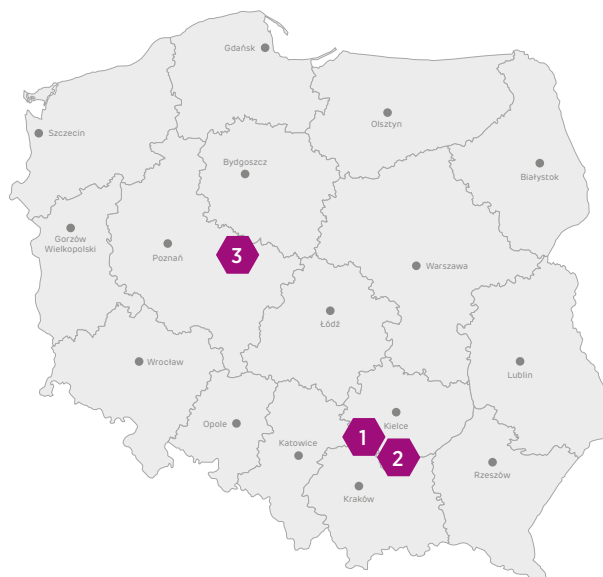 Gdańsk
Olsztyn
Szczecin
Bydgoszcz
Białystok
Gorzów
Wielkopolski
Poznań
3
Warszawa
Łódź
Wrocław
Lublin
Opole
Kielce
1
Katowice
2
Rzeszów
Kraków